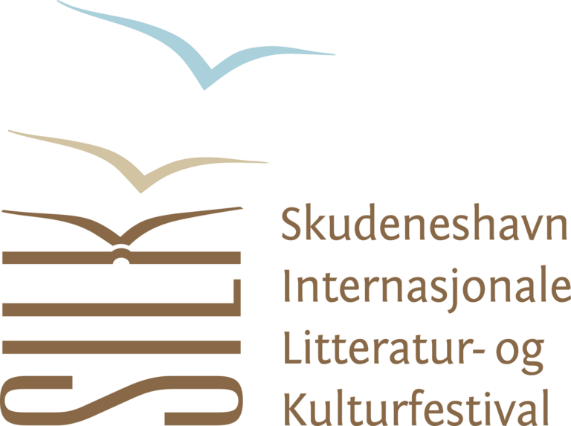 SILK
Skudeneshavn
Internasjonale
Litteratur- og
Kulturfestival